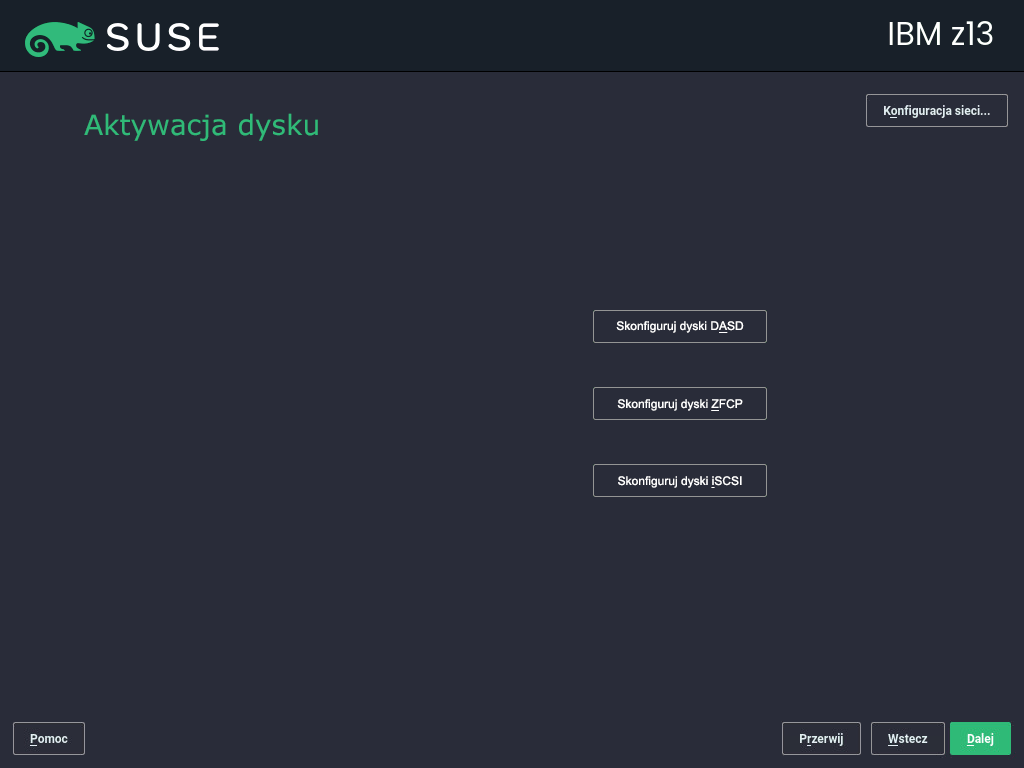 SUSE
IBM z13
Aktywacja dysku
Konfiguracja sieci...
Skonfiguruj dyski DASD
Skonfiguruj dyski ZFCP
Skonfiguruj dyski iSCSI
Pomoc
Przerwij
Wstecz
Dalej